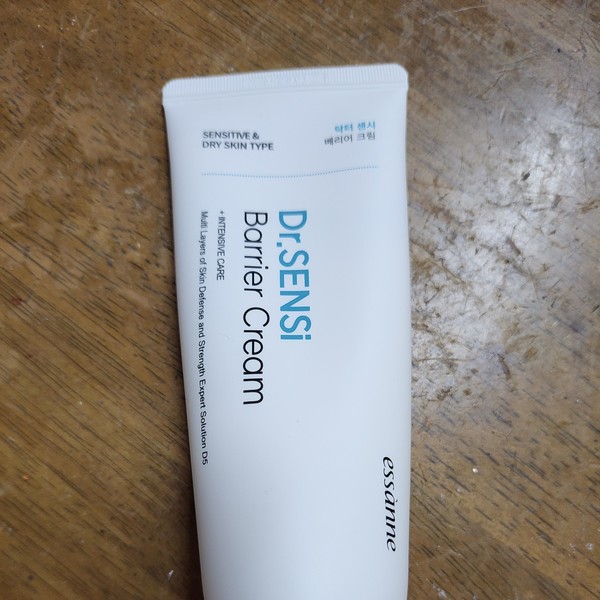 SENSITIVE &
DRY SKIN TYPE
닥터 센시
베리어 크림
Dr.SENSi
Barrier Cream
+ INTENSIVE CARE
Multi Layers of Skin Defense and Strength Expert Solution D5
essànne